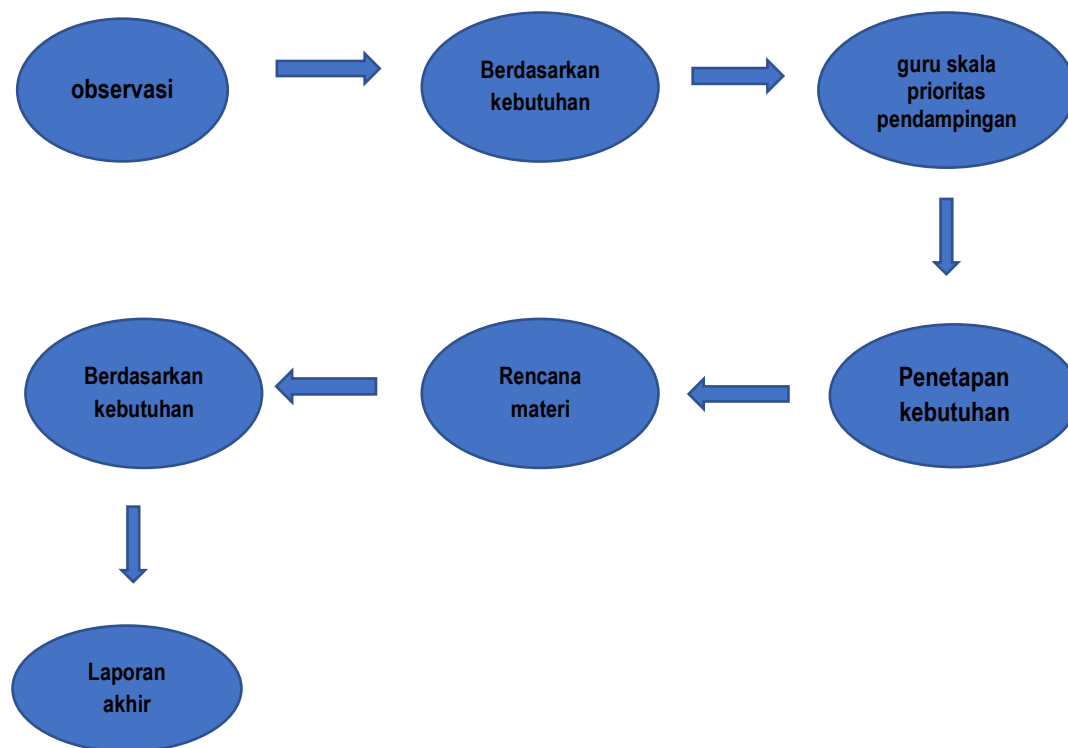 observasi
Berdasarkan
kebutuhan
guru skala
prioritas
pendampingan
Penetapan
kebutuhan
Rencana
materi
Berdasarkan
kebutuhan
Laporan
akhir